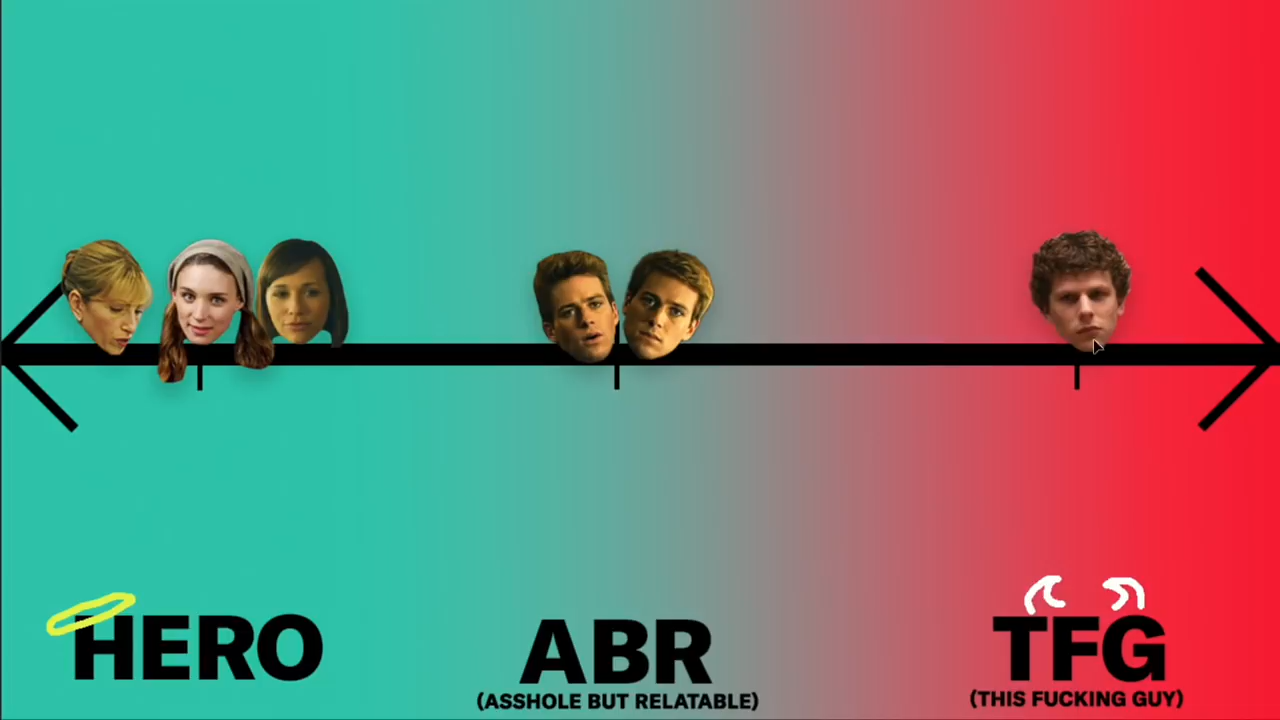 HERO
ABR
(ASSHOLE BUT RELATABLE)
TFG
(THIS FUCKING GUY)